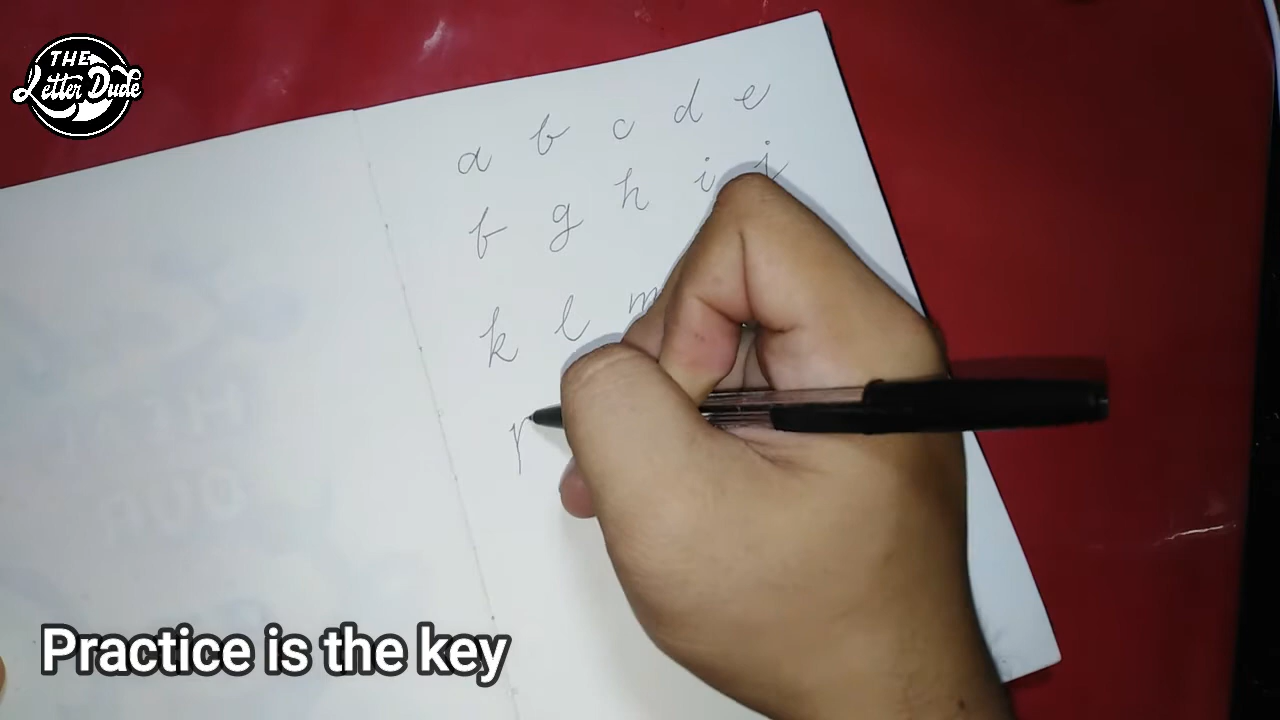 THE
Letter Dude
a b c d e
f g h i j
k l m
p
Practice is the key